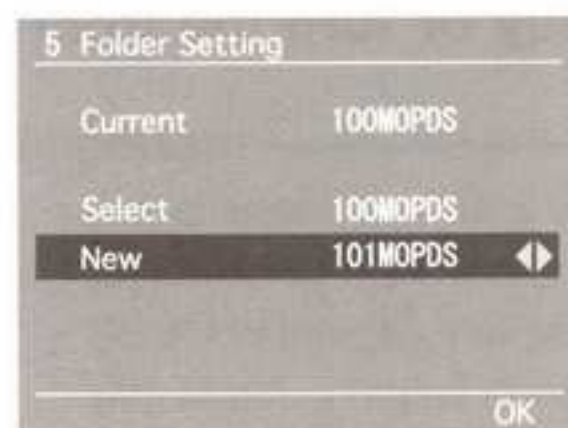 5 Folder Setting
Current 100MOPDS
Select 100MOPDS
New 101MOPDS
OK